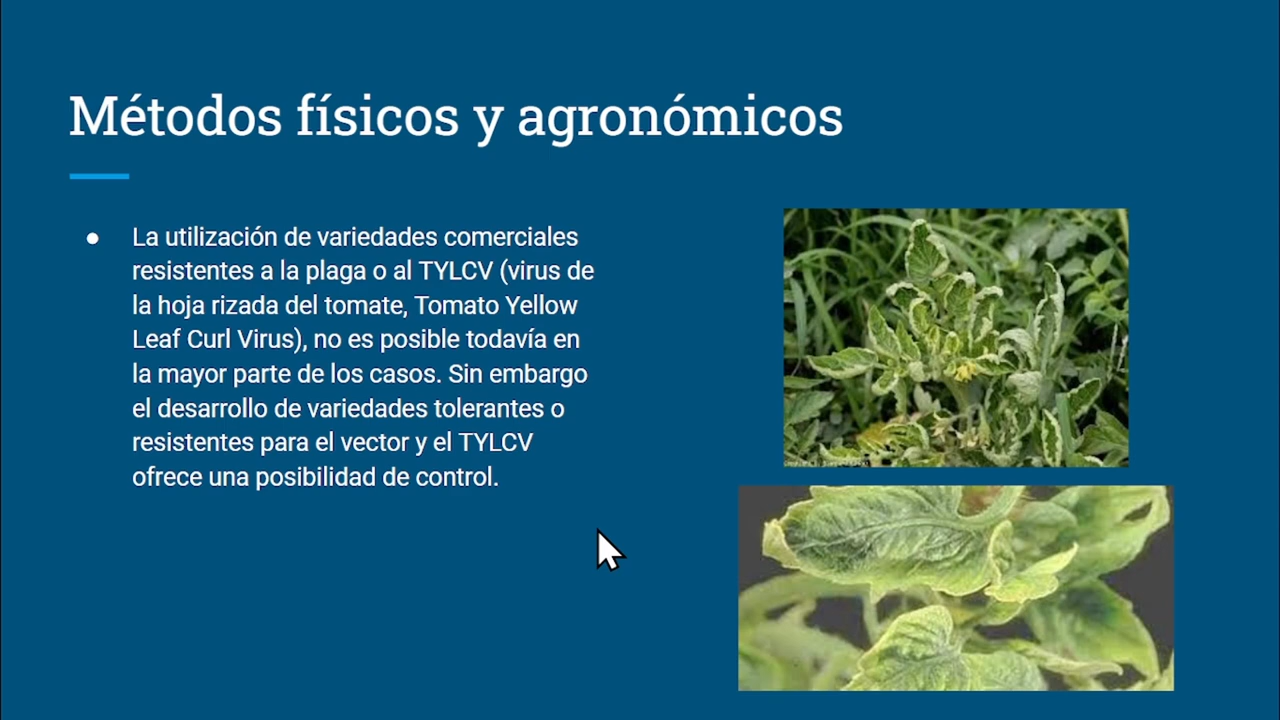 Métodos físicos y agronómicos
● La utilización de variedades comerciales
resistentes a la plaga o al TYLCV (virus de
la hoja rizada del tomate, Tomato Yellow
Leaf Curl Virus), no es posible todavía en
la mayor parte de los casos. Sin embargo
el desarrollo de variedades tolerantes o
resistentes para el vector y el TYLCV
ofrece una posibilidad de control.